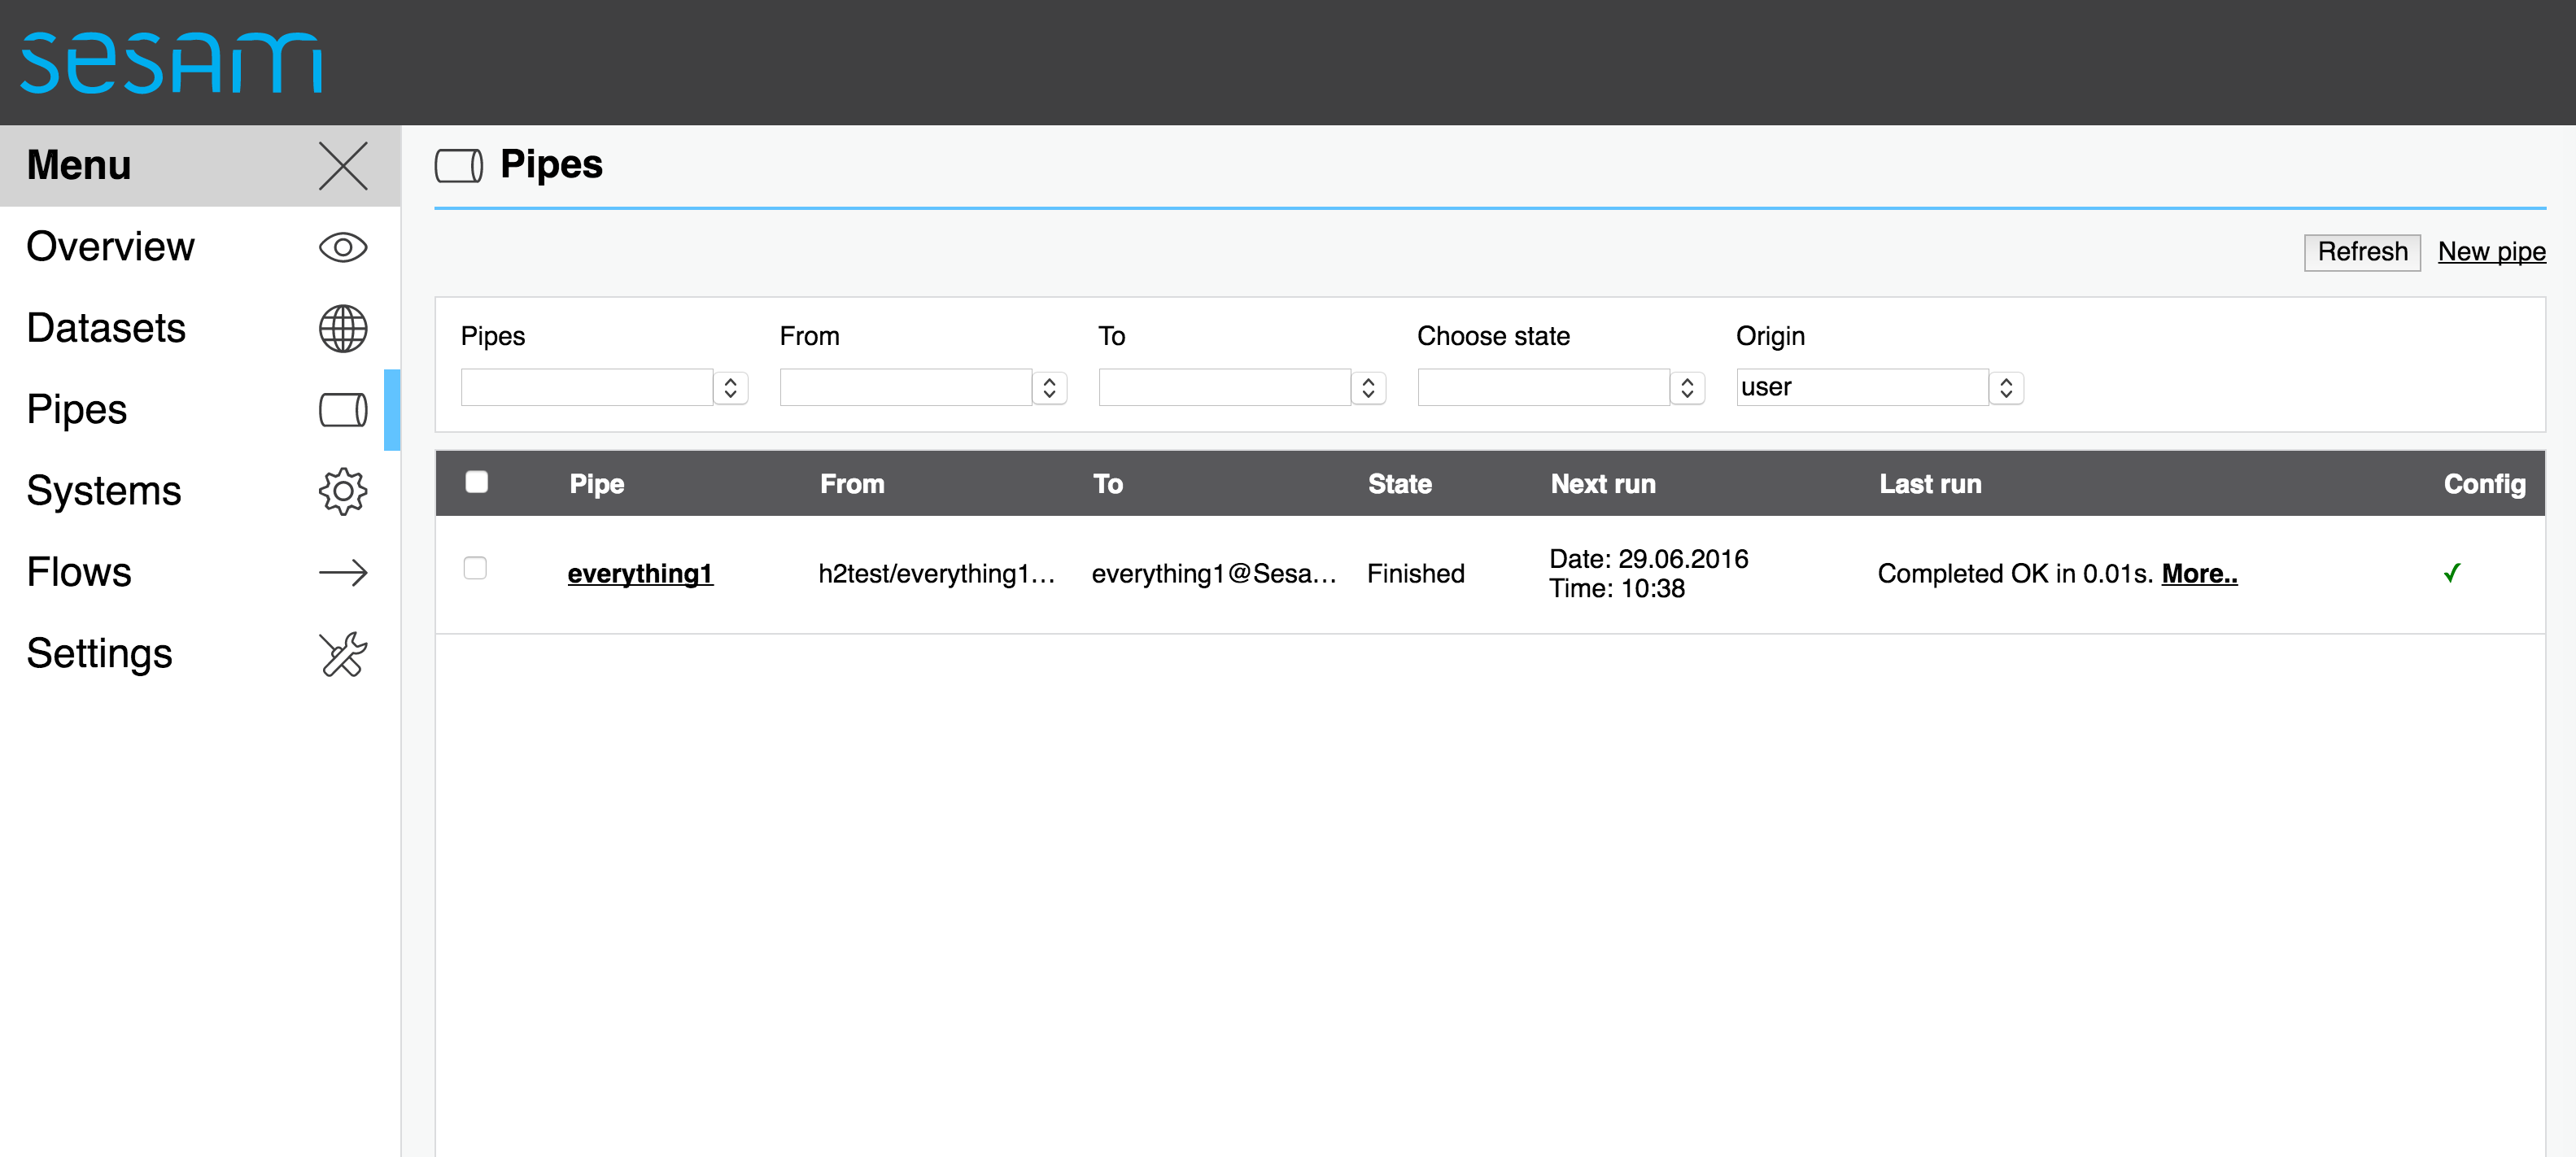 sesam
Menu
Overview
Datasets
Pipes
Systems
Flows
Settings
Pipes
Refresh New pipe
Pipes From To Choose state Origin
user
Pipe From To State Next run Last run Config
everything1 h2test/everything1... everything1@Sesa... Finished Date: 29.06.2016 Completed OK in 0.01s. More..
Time: 10:38